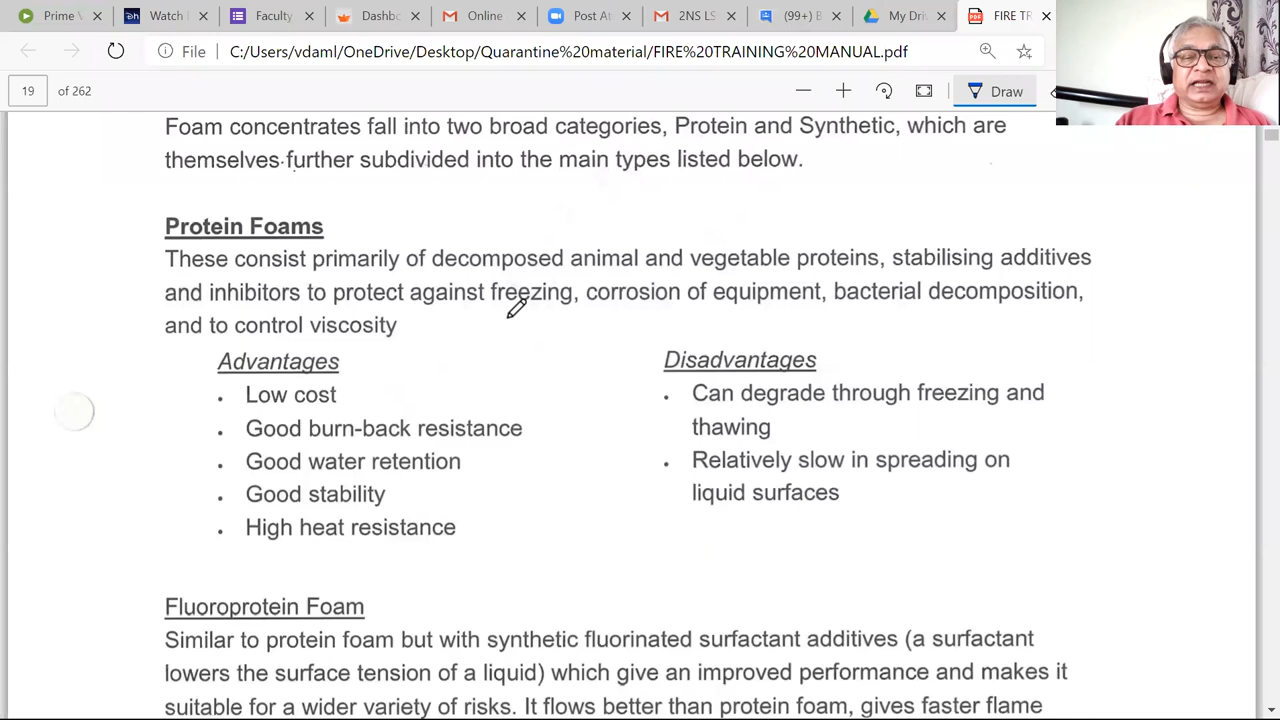 Prime V
Watch I
Faculty
Dashbo
Online
Post At
2NS S
(99+) B
My Driv
FIRE TR
File
C:/Users/vdaml/OneDrive/Desktop/Quarantine%20material/FIRE%20TRAINING%20MANUAL.pdf
19 of 262
Draw
Foam concentrates fall into two broad categories, Protein and Synthetic, which are
themselves further subdivided into the main types listed below.
Protein Foams
These consist primarily of decomposed animal and vegetable proteins, stabilising additives
and inhibitors to protect against freezing, corrosion of equipment, bacterial decomposition,
and to control viscosity
Advantages
• Low cost
• Good burn-back resistance
• Good water retention
• Good stability
• High heat resistance
Disadvantages
• Can degrade through freezing and
thawing
• Relatively slow in spreading on
liquid surfaces
Fluoroprotein Foam
Similar to protein foam but with synthetic fluorinated surfactant additives (a surfactant
lowers the surface tension of a liquid) which give an improved performance and makes it
suitable for a wider variety of risks. It flows better than protein foam, gives faster flame